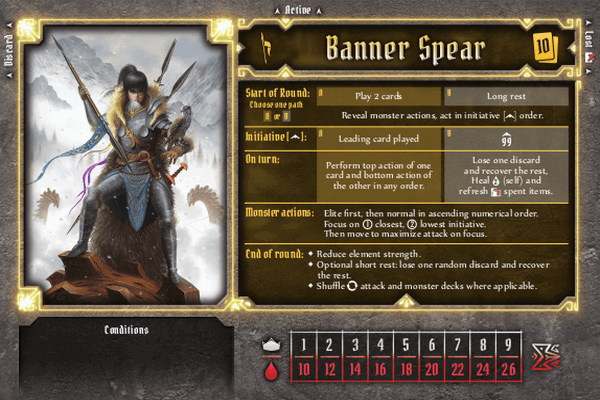 Active
Discard
Lost
Banner Spear
10
Start of Round:
Choose one path
A or B
A Play 2 cards
B Long rest
Reveal monster actions, act in initiative [ ] order.
Initiative [ ]:
A Leading card played
B 99
On turn:
Perform top action of one
card and bottom action of
the other in any order.
Lose one discard
and recover the rest,
Heal (self) and
refresh spent items.
Monster actions:
Elite first, then normal in ascending numerical order.
Focus on ① closest, ② lowest initiative.
Then move to maximize attack on focus.
End of round:
◆ Reduce element strength.
◆ Optional short rest: lose one random discard and recover
the rest.
◆ Shuffle attack and monster decks where applicable.
Conditions
1 2 3 4 5 6 7 8 9
10 12 14 16 18 20 22 24 26